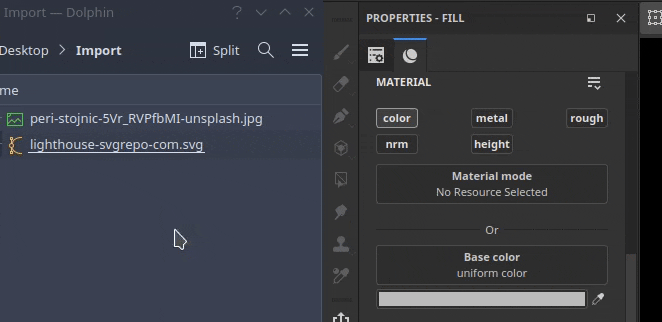 Import — Dolphin
Desktop > Import
Split
me
peri-stojnic-5Vr_RVPfbMI-unsplash.jpg
lighthouse-svgrepo-com.svg
PROPERTIES - FILL
MATERIAL
color metal rough
nrm height
Material mode
No Resource Selected
Or
Base color
uniform color